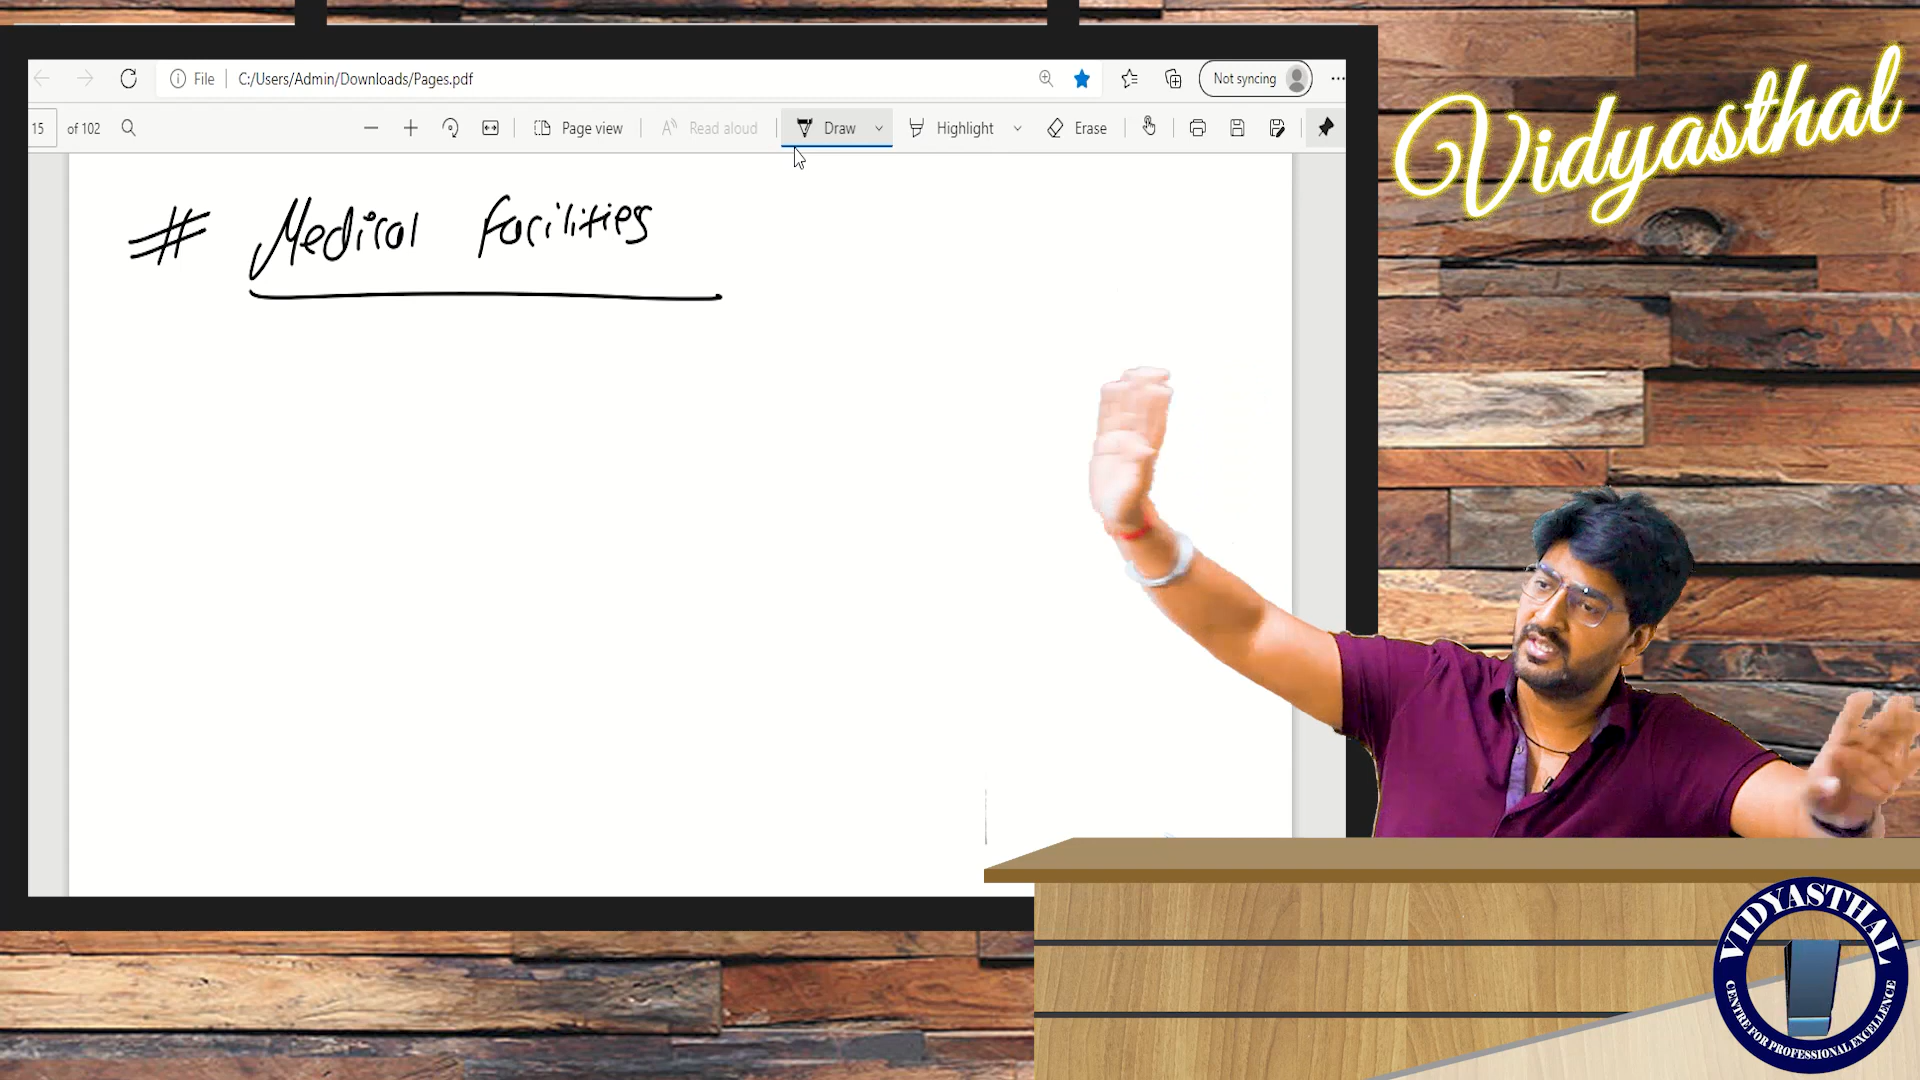 File C:/Users/Admin/Downloads/Pages.pdf Not syncing
15 of 102 Page view Read aloud Draw Highlight Erase
# Medical facilities
Vidyasthal
VIDYASTHAL
CENTRE FOR PROFESSIONAL EXCELLENCE